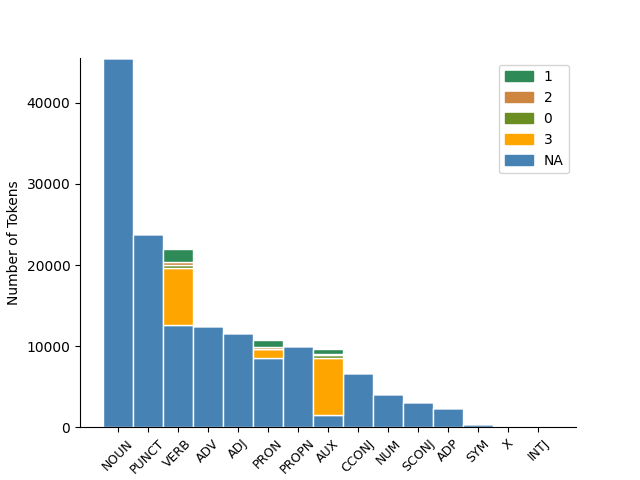 1
2
0
3
NA
Number of Tokens
40000
30000
20000
10000
0
NOUN
PUNCT
VERB
ADV
ADJ
PRON
PROPN
AUX
CCONJ
NUM
SCONJ
ADP
SYM
X
INTJ